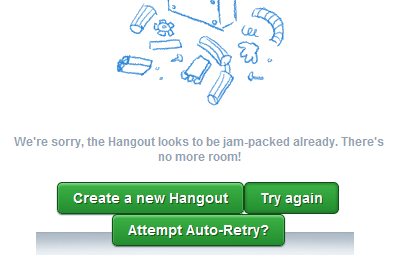 We're sorry, the Hangout looks to be jam-packed already. There's
no more room!
Create a new Hangout
Try again
Attempt Auto-Retry?